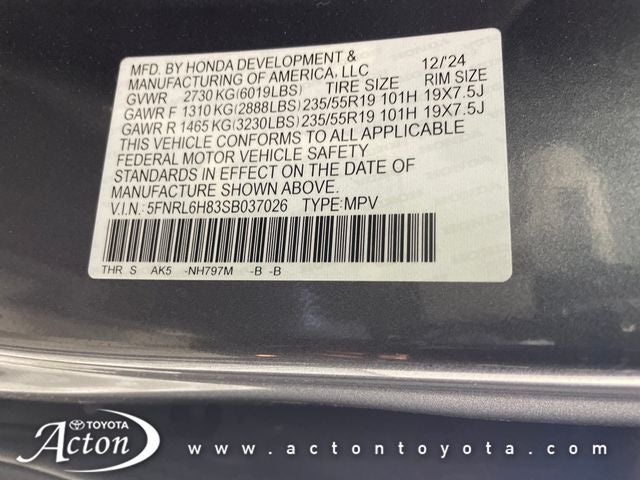 MFD. BY HONDA DEVELOPMENT & 12/'24
MANUFACTURING OF AMERICA, LLC
GVWR 2730 KG(6019LBS) TIRE SIZE RIM SIZE
GAWR F 1310 KG(2888LBS) 235/55R19 101H 19X7.5J
GAWR R 1465 KG(3230LBS) 235/55R19 101H 19X7.5J
THIS VEHICLE CONFORMS TO ALL APPLICABLE
FEDERAL MOTOR VEHICLE SAFETY
STANDARDS IN EFFECT ON THE DATE OF
MANUFACTURE SHOWN ABOVE.
V.I.N.: 5FNRL6H83SB037026 TYPE:MPV
THR S AK5 -NH797M -B -B
TOYOTA
Acton
www.actontoyota.com